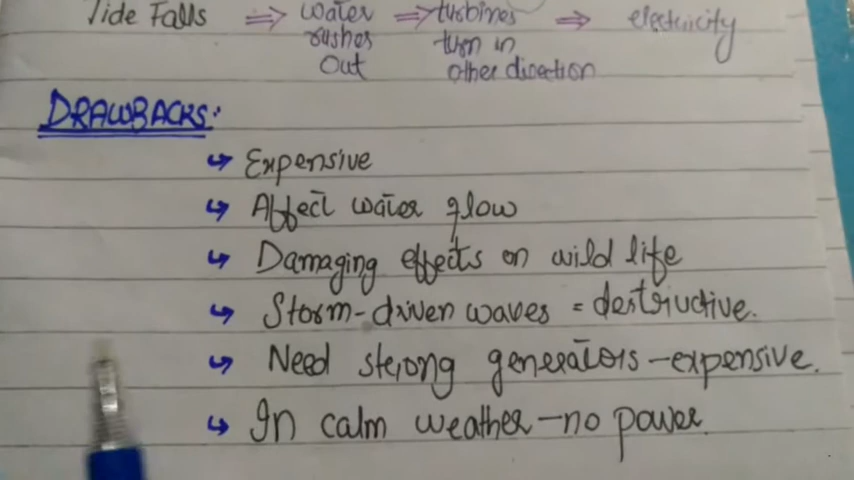 Tide Falls ⇒ water ⇒ turbines ⇒ electricity
rushes turn in
Out other direction
DRAWBACKS:
↪ Expensive
↪ Affect water flow
↪ Damaging effects on wild life
↪ Storm-driven waves = destructive.
↪ Need strong generators - expensive.
↪ In calm weather - no power